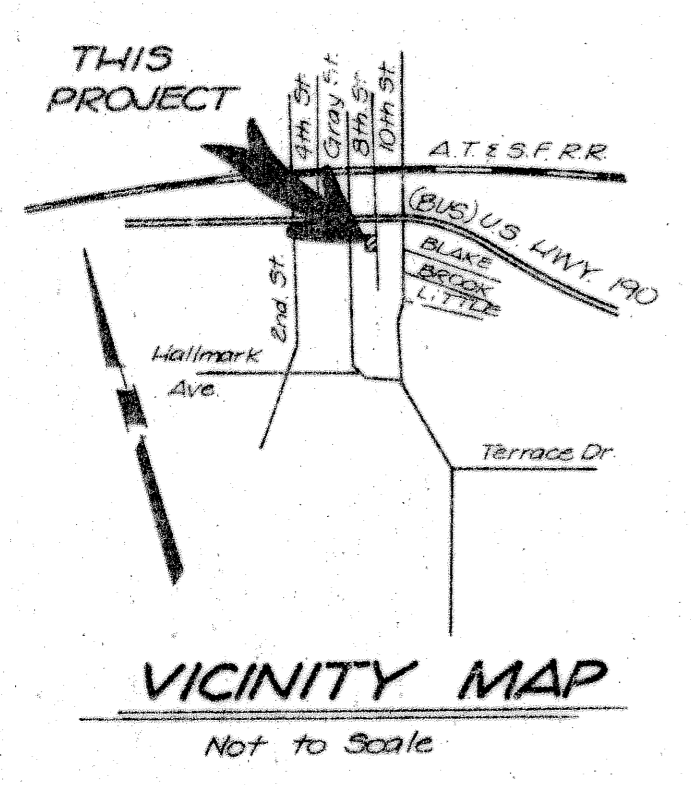 THIS
PROJECT
4th. St.
Gray St.
8th. St.
10th St.
A.T. & S.F. R.R.
(BUS) U.S. HWY. 190
BLAKE
BROOK
LITTLE
2nd. St.
Hallmark
Ave.
Terrace Dr.
VICINITY MAP
Not to Scale